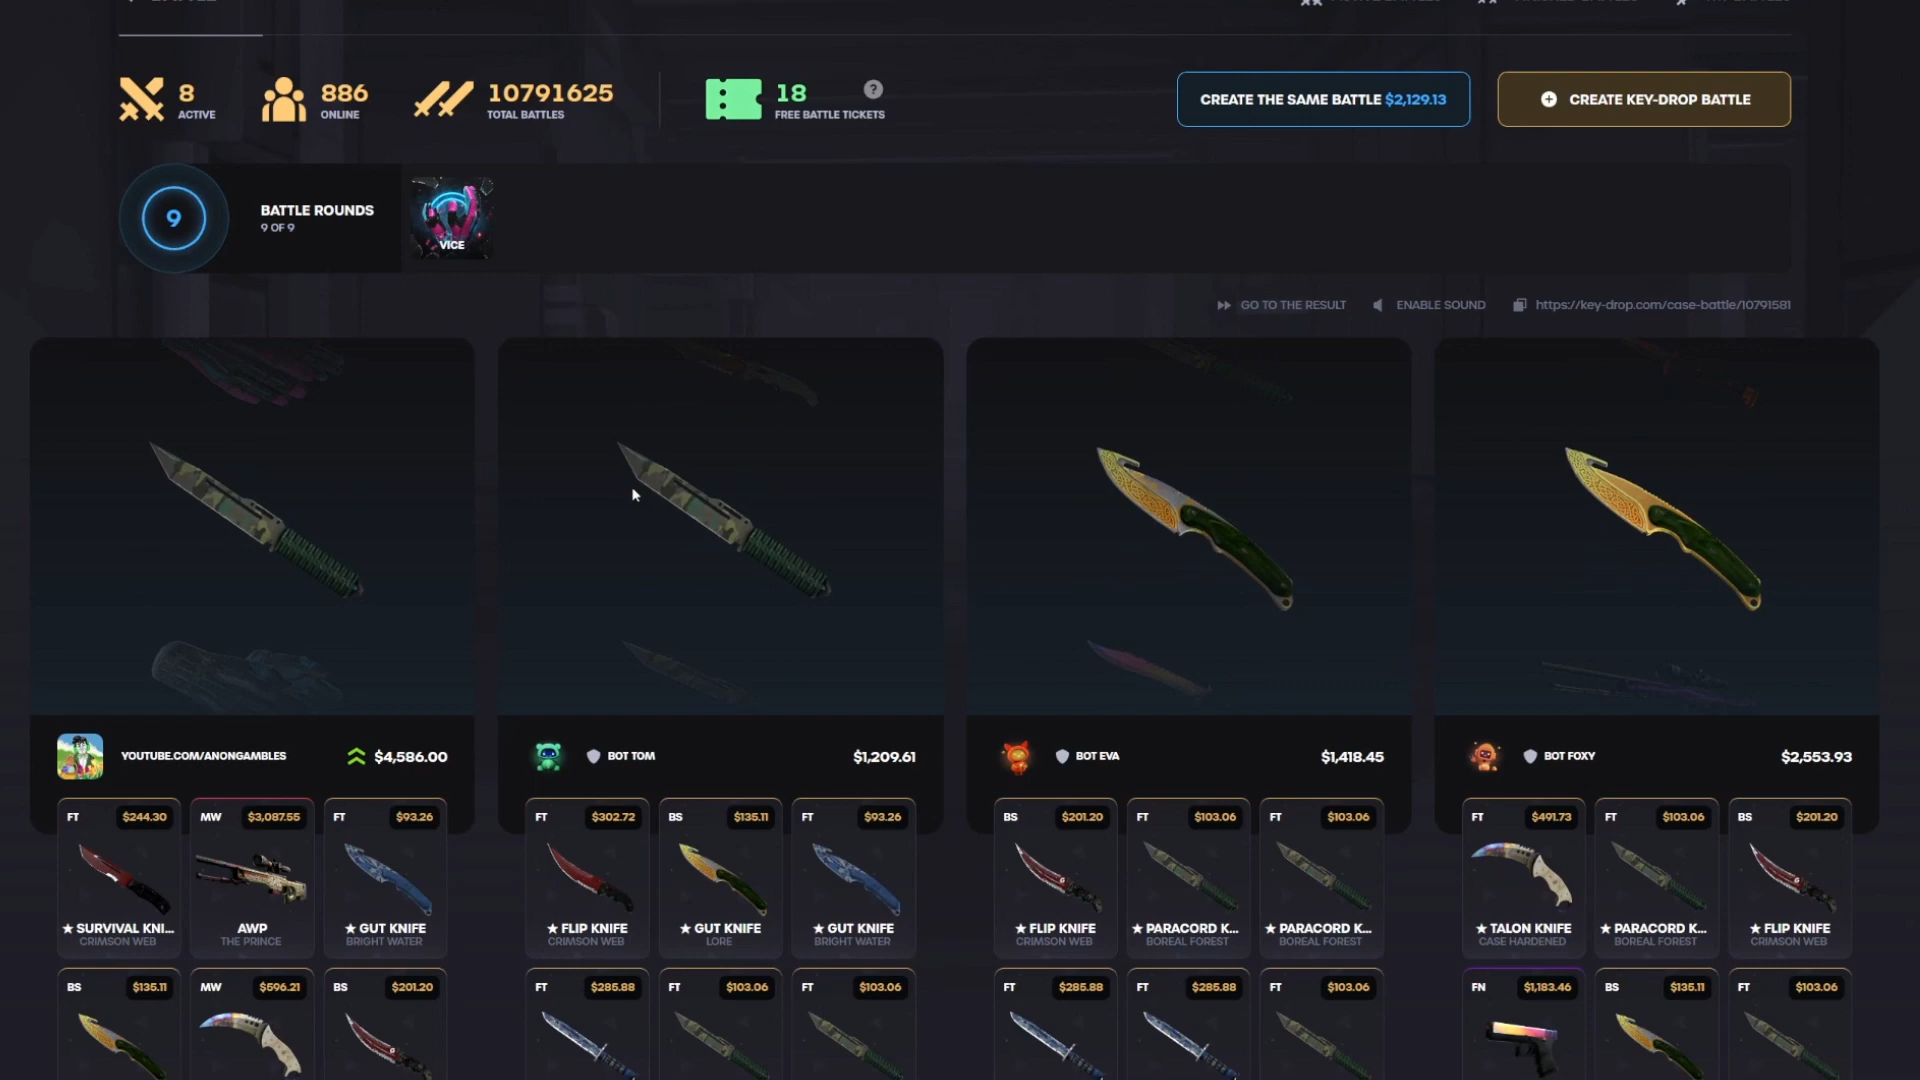 8
ACTIVE
886
ONLINE
10791625
TOTAL BATTLES
18
FREE BATTLE TICKETS
?
CREATE THE SAME BATTLE $2,129.13
CREATE KEY-DROP BATTLE
9
BATTLE ROUNDS
9 OF 9
VICE
GO TO THE RESULT
ENABLE SOUND
https://key-drop.com/case-battle/10791581
YOUTUBE.COM/ANONGAMBLES
$4,586.00
BOT TOM
$1,209.61
BOT EVA
$1,418.45
BOT FOXY
$2,553.93
FT $244.30
★ SURVIVAL KNI...
CRIMSON WEB
MW $3,087.55
AWP
THE PRINCE
FT $93.26
★ GUT KNIFE
BRIGHT WATER
FT $302.72
★ FLIP KNIFE
CRIMSON WEB
BS $135.11
★ GUT KNIFE
LORE
FT $93.26
★ GUT KNIFE
BRIGHT WATER
BS $201.20
★ FLIP KNIFE
CRIMSON WEB
FT $103.06
★ PARACORD K...
BOREAL FOREST
FT $103.06
★ PARACORD K...
BOREAL FOREST
FT $491.73
★ TALON KNIFE
CASE HARDENED
FT $103.06
★ PARACORD K...
BOREAL FOREST
BS $201.20
★ FLIP KNIFE
CRIMSON WEB
BS $135.11
MW $596.21
BS $201.20
FT $285.88
FT $103.06
FT $103.06
FT $285.88
FT $285.88
FT $103.06
FN $1,183.46
BS $135.11
FT $103.06